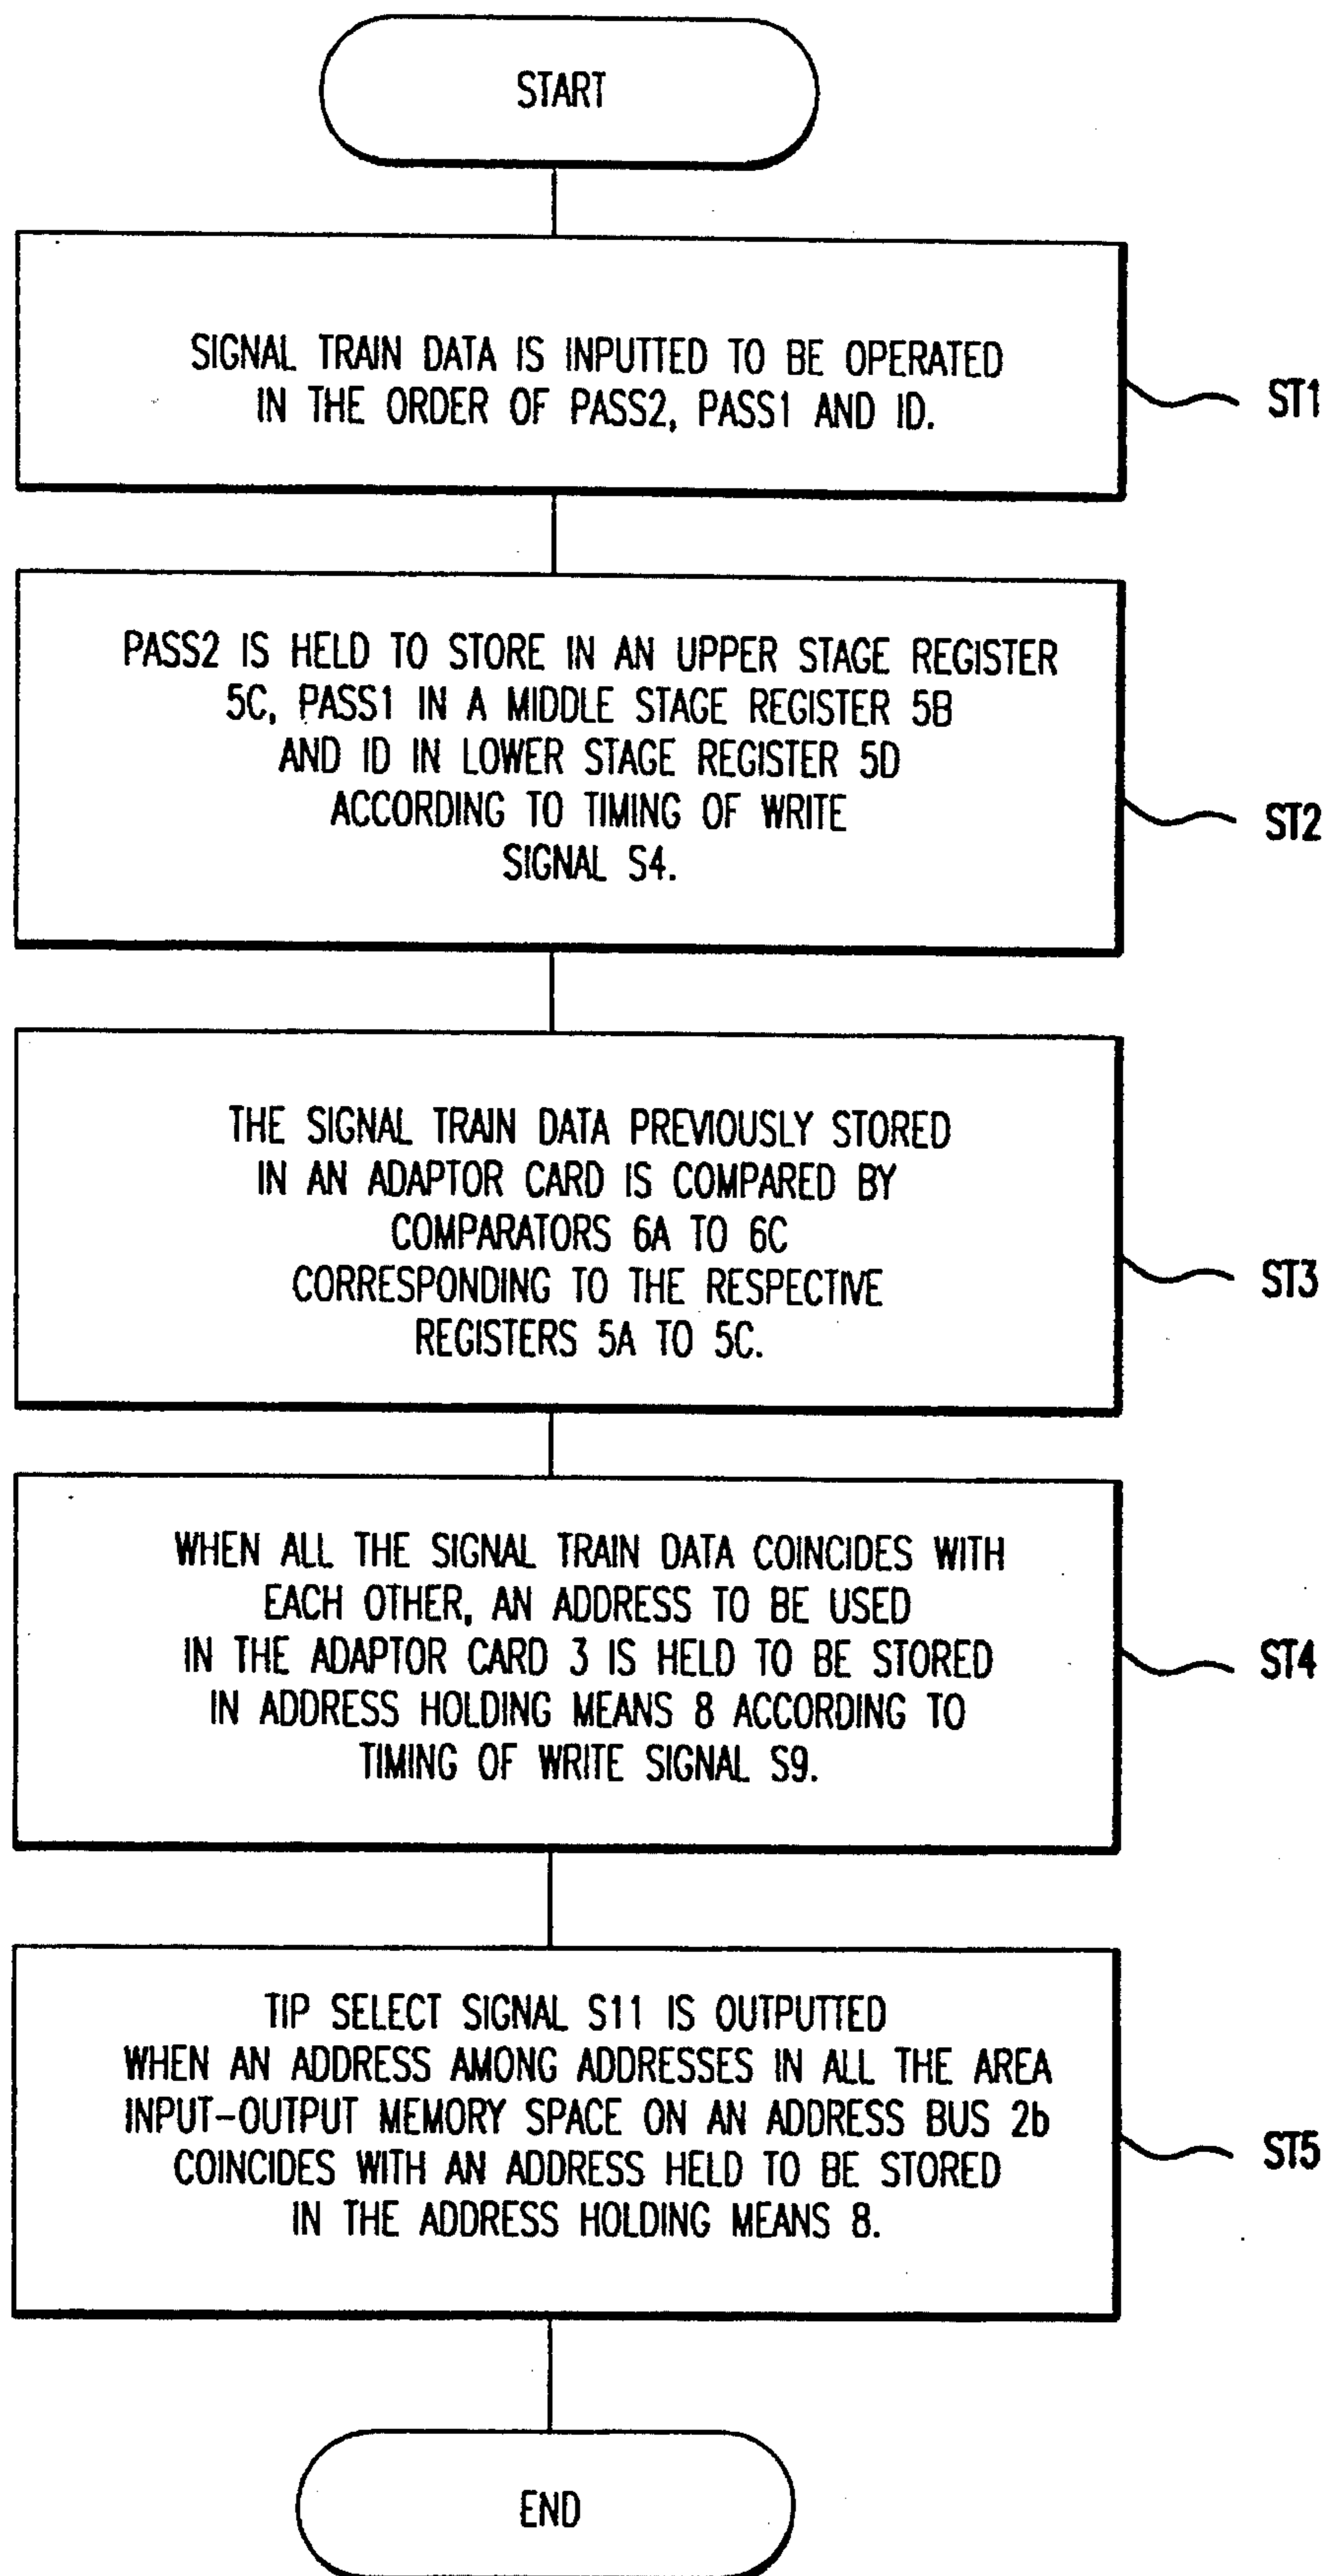 START
SIGNAL TRAIN DATA IS INPUTTED TO BE OPERATED
IN THE ORDER OF PASS2, PASS1 AND ID.
ST1
PASS2 IS HELD TO STORE IN AN UPPER STAGE REGISTER
5C, PASS1 IN A MIDDLE STAGE REGISTER 5B
AND ID IN LOWER STAGE REGISTER 5D
ACCORDING TO TIMING OF WRITE
SIGNAL S4.
ST2
THE SIGNAL TRAIN DATA PREVIOUSLY STORED
IN AN ADAPTOR CARD IS COMPARED BY
COMPARATORS 6A TO 6C
CORRESPONDING TO THE RESPECTIVE
REGISTERS 5A TO 5C.
ST3
WHEN ALL THE SIGNAL TRAIN DATA COINCIDES WITH
EACH OTHER, AN ADDRESS TO BE USED
IN THE ADAPTOR CARD 3 IS HELD TO BE STORED
IN ADDRESS HOLDING MEANS 8 ACCORDING TO
TIMING OF WRITE SIGNAL S9.
ST4
TIP SELECT SIGNAL S11 IS OUTPUTTED
WHEN AN ADDRESS AMONG ADDRESSES IN ALL THE AREA
INPUT-OUTPUT MEMORY SPACE ON AN ADDRESS BUS 2b
COINCIDES WITH AN ADDRESS HELD TO BE STORED
IN THE ADDRESS HOLDING MEANS 8.
ST5
END